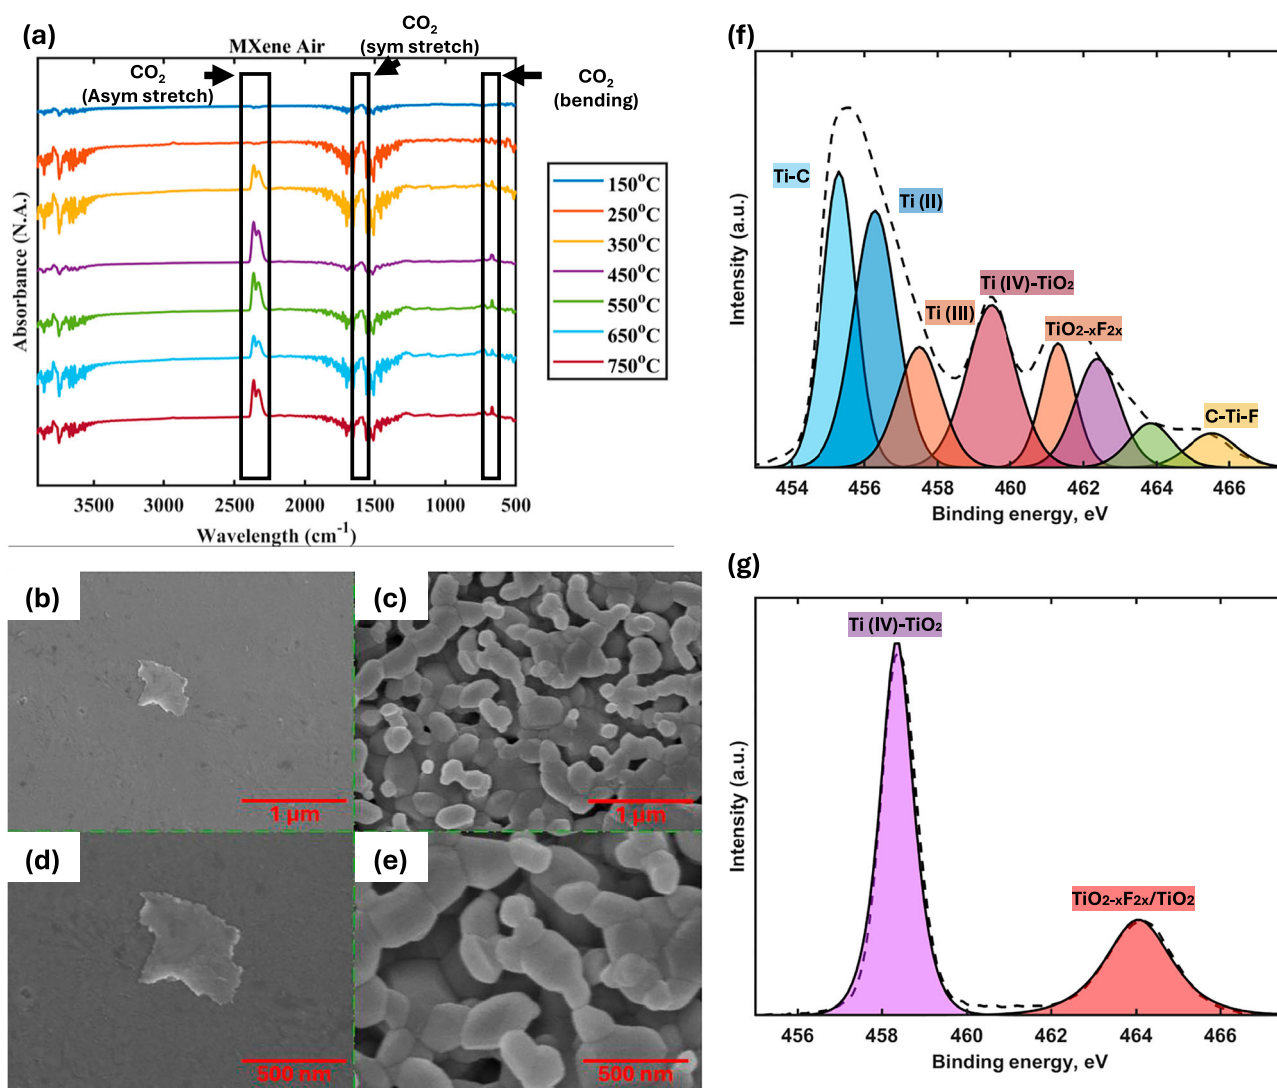 (a)
MXene Air
CO2
(sym stretch)
CO2
(Asym stretch)
CO2
(bending)
Absorbance (N.A.)
150°C
250°C
350°C
450°C
550°C
650°C
750°C
3500 3000 2500 2000 1500 1000 500
Wavelength (cm-1)
(b)
1 µm
(c)
1 µm
(d)
500 nm
(e)
500 nm
(f)
Ti-C
Ti (II)
Ti (III)
Ti (IV)-TiO2
TiO2-xF2x
C-Ti-F
Intensity (a.u.)
454 456 458 460 462 464 466
Binding energy, eV
(g)
Ti (IV)-TiO2
TiO2-xF2x/TiO2
Intensity (a.u.)
456 458 460 462 464 466
Binding energy, eV